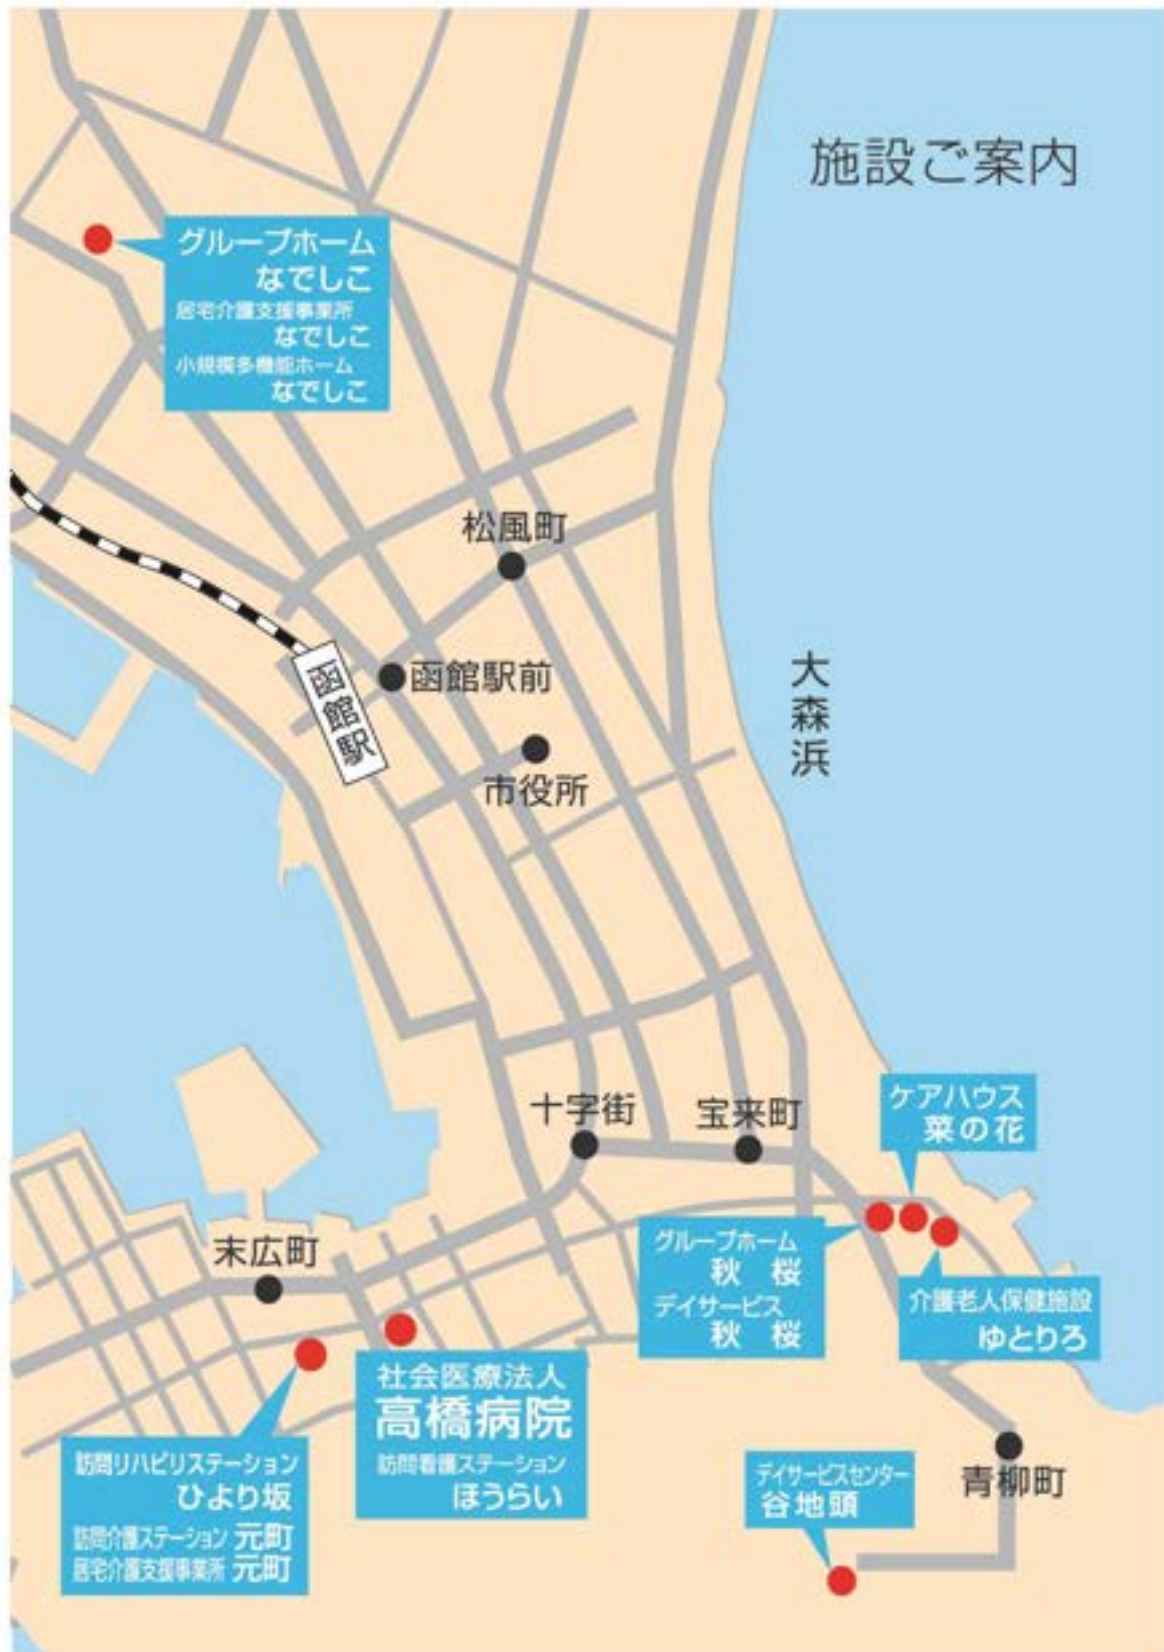 施設ご案内
グループホーム
なでしこ
居宅介護支援事業所
なでしこ
小規模多機能ホーム
なでしこ
松風町
函館駅前
函館駅
大森浜
市役所
十字街
宝来町
ケアハウス
菜の花
末広町
グループホーム
秋 桜
デイサービス
秋 桜
介護老人保健施設
ゆとりろ
社会医療法人
高橋病院
訪問看護ステーション
ほうらい
訪問リハビリステーション
ひより坂
訪問介護ステーション 元町
居宅介護支援事業所 元町
デイサービスセンター
谷地頭
青柳町